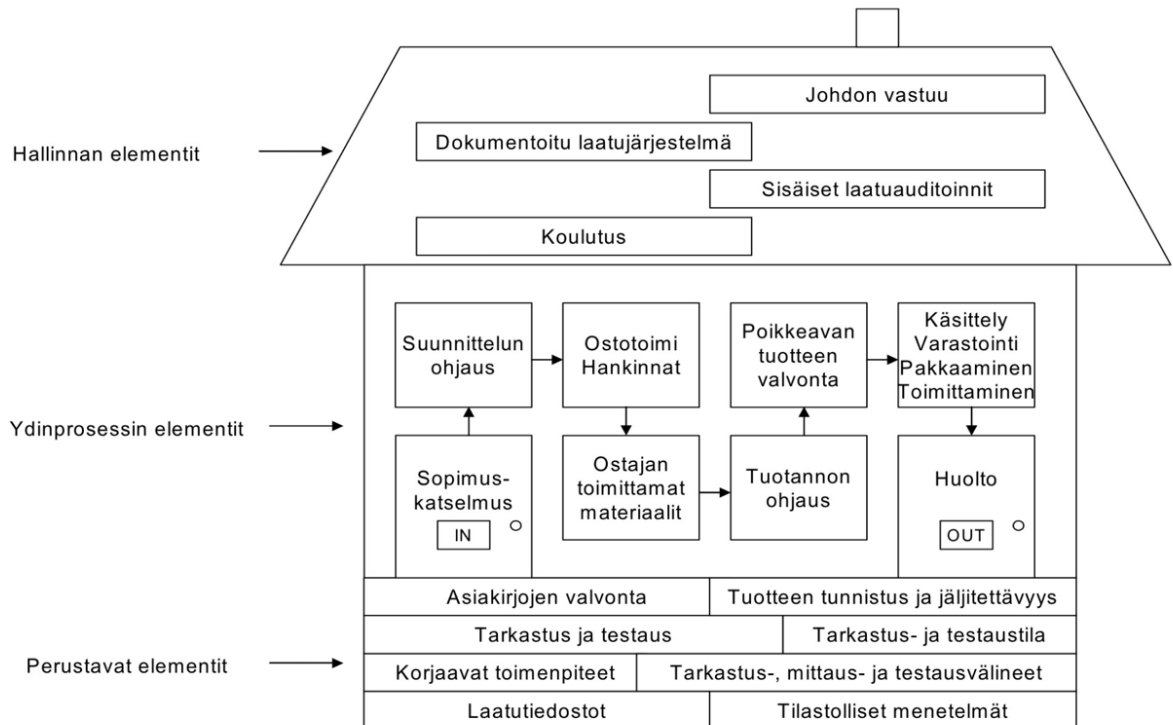 Hallinnan elementit
Johdon vastuu
Dokumentoitu laatujärjestelmä
Sisäiset laatuauditoinnit
Koulutus
Ydinprosessin elementit
Suunnittelun
ohjaus
Ostotoimi
Hankinnat
Poikkeavan
tuotteen
valvonta
Käsittely
Varastointi
Pakkaaminen
Toimittaminen
Sopimus-
katselmus
IN
Ostajan
toimittamat
materiaalit
Tuotannon
ohjaus
Huolto
OUT
Perustavat elementit
Asiakirjojen valvonta
Tuotteen tunnistus ja jäljitettävyys
Tarkastus ja testaus
Tarkastus- ja testaustila
Korjaavat toimenpiteet
Tarkastus-, mittaus- ja testausvälineet
Laatutiedostot
Tilastolliset menetelmät